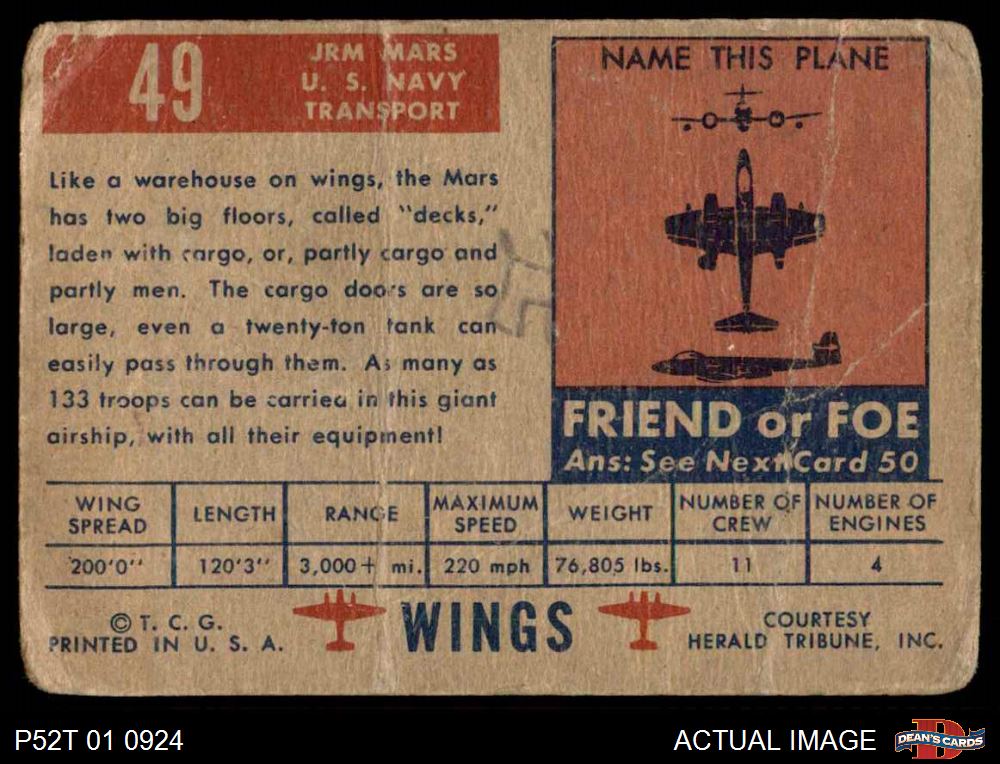 49
JRM MARS
U. S. NAVY
TRANSPORT
Like a warehouse on wings, the Mars
has two big floors, called "decks,"
laden with cargo, or, partly cargo and
partly men. The cargo doors are so
large, even a twenty-ton tank can
easily pass through them. As many as
133 troops can be carried in this giant
airship, with all their equipment!
NAME THIS PLANE
FRIEND or FOE
Ans: See Next Card 50
WING SPREAD
LENGTH
RANGE
MAXIMUM SPEED
WEIGHT
NUMBER OF CREW
NUMBER OF ENGINES
200'0"
120'3"
3,000+ mi.
220 mph
76,805 lbs.
11
4
© T. C. G.
PRINTED IN U. S. A.
WINGS
COURTESY
HERALD TRIBUNE, INC.
P52T 01 0924
ACTUAL IMAGE
DEAN'S CARDS